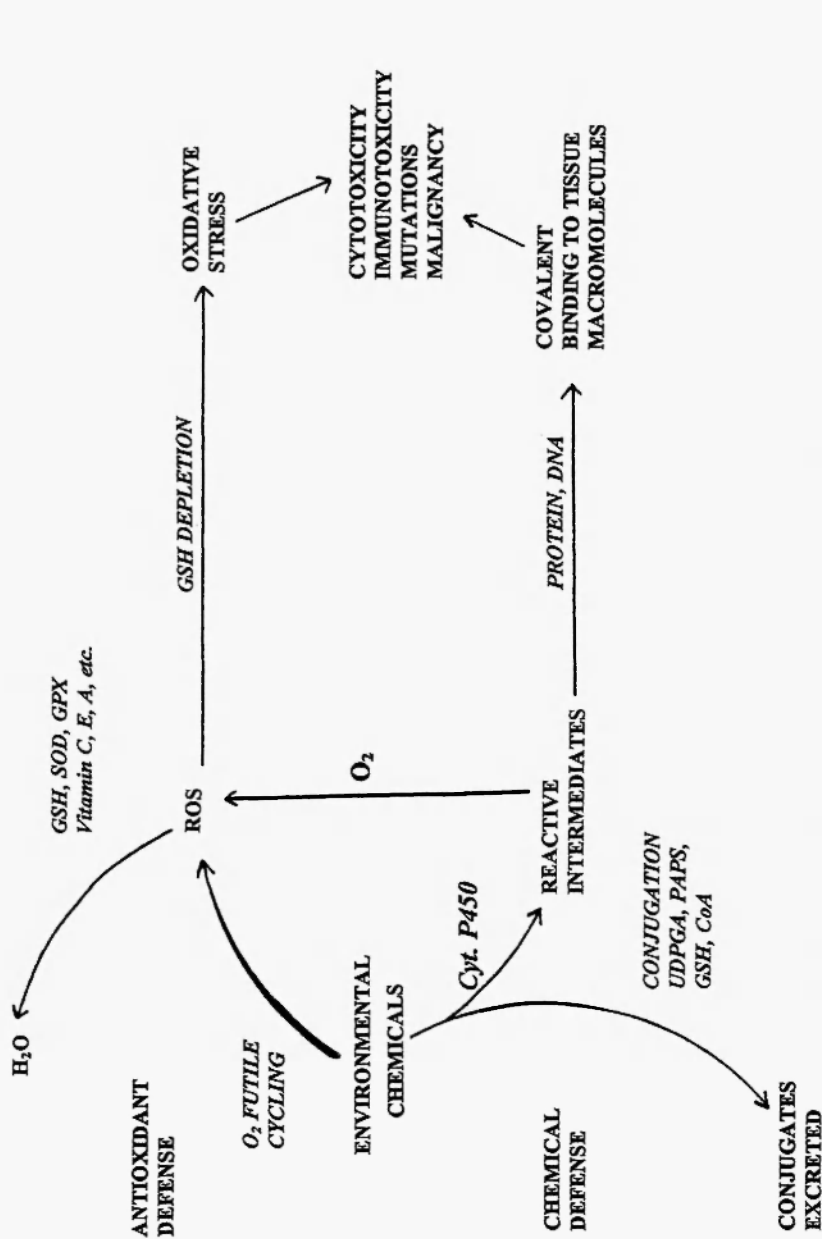 ANTIOXIDANT
DEFENSE
H₂O
GSH, SOD, GPX
Vitamin C, E, A, etc.
O₂ FUTILE
CYCLING
ROS
GSH DEPLETION
OXIDATIVE
STRESS
ENVIRONMENTAL
CHEMICALS
O₂
CYTOTOXICITY
IMMUNOTOXICITY
MUTATIONS
MALIGNANCY
Cyt. P450
CHEMICAL
DEFENSE
REACTIVE
INTERMEDIATES
PROTEIN, DNA
COVALENT
BINDING TO TISSUE
MACROMOLECULES
CONJUGATION
UDPGA, PAPS,
GSH, CoA
CONJUGATES
EXCRETED